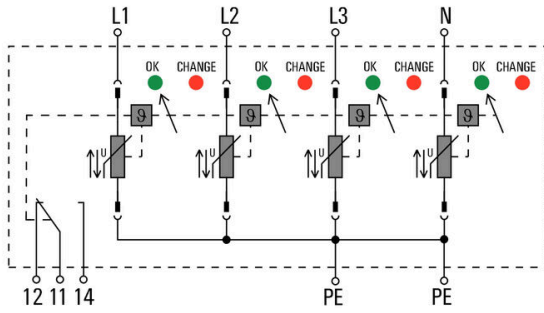 L1 L2 L3 N
OK CHANGE OK CHANGE OK CHANGE OK CHANGE
ϑ ϑ ϑ ϑ
U U U U
12 11 14 PE PE